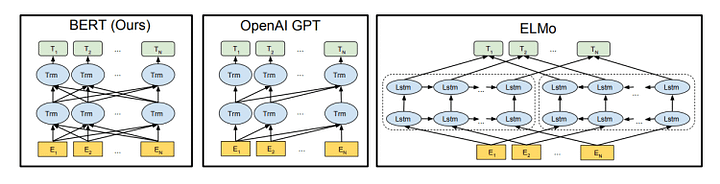 BERT (Ours)
T1 T2 ... TN
Trm Trm ... Trm
Trm Trm ... Trm
E1 E2 ... EN
OpenAI GPT
T1 T2 ... TN
Trm Trm ... Trm
Trm Trm ... Trm
E1 E2 ... EN
ELMo
T1 T2 ... TN
Lstm Lstm ... Lstm Lstm Lstm ... Lstm
Lstm Lstm ... Lstm Lstm Lstm ... Lstm
E1 E2 ... EN